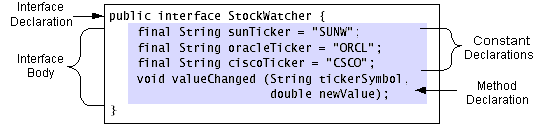 Interface
Declaration
public interface StockWatcher {
final String sunTicker = "SUNW";
final String oracleTicker = "ORCL";
final String ciscoTicker = "CSCO";
void valueChanged (String tickerSymbol,
double newValue);
}
Interface
Body
Constant
Declarations
Method
Declaration